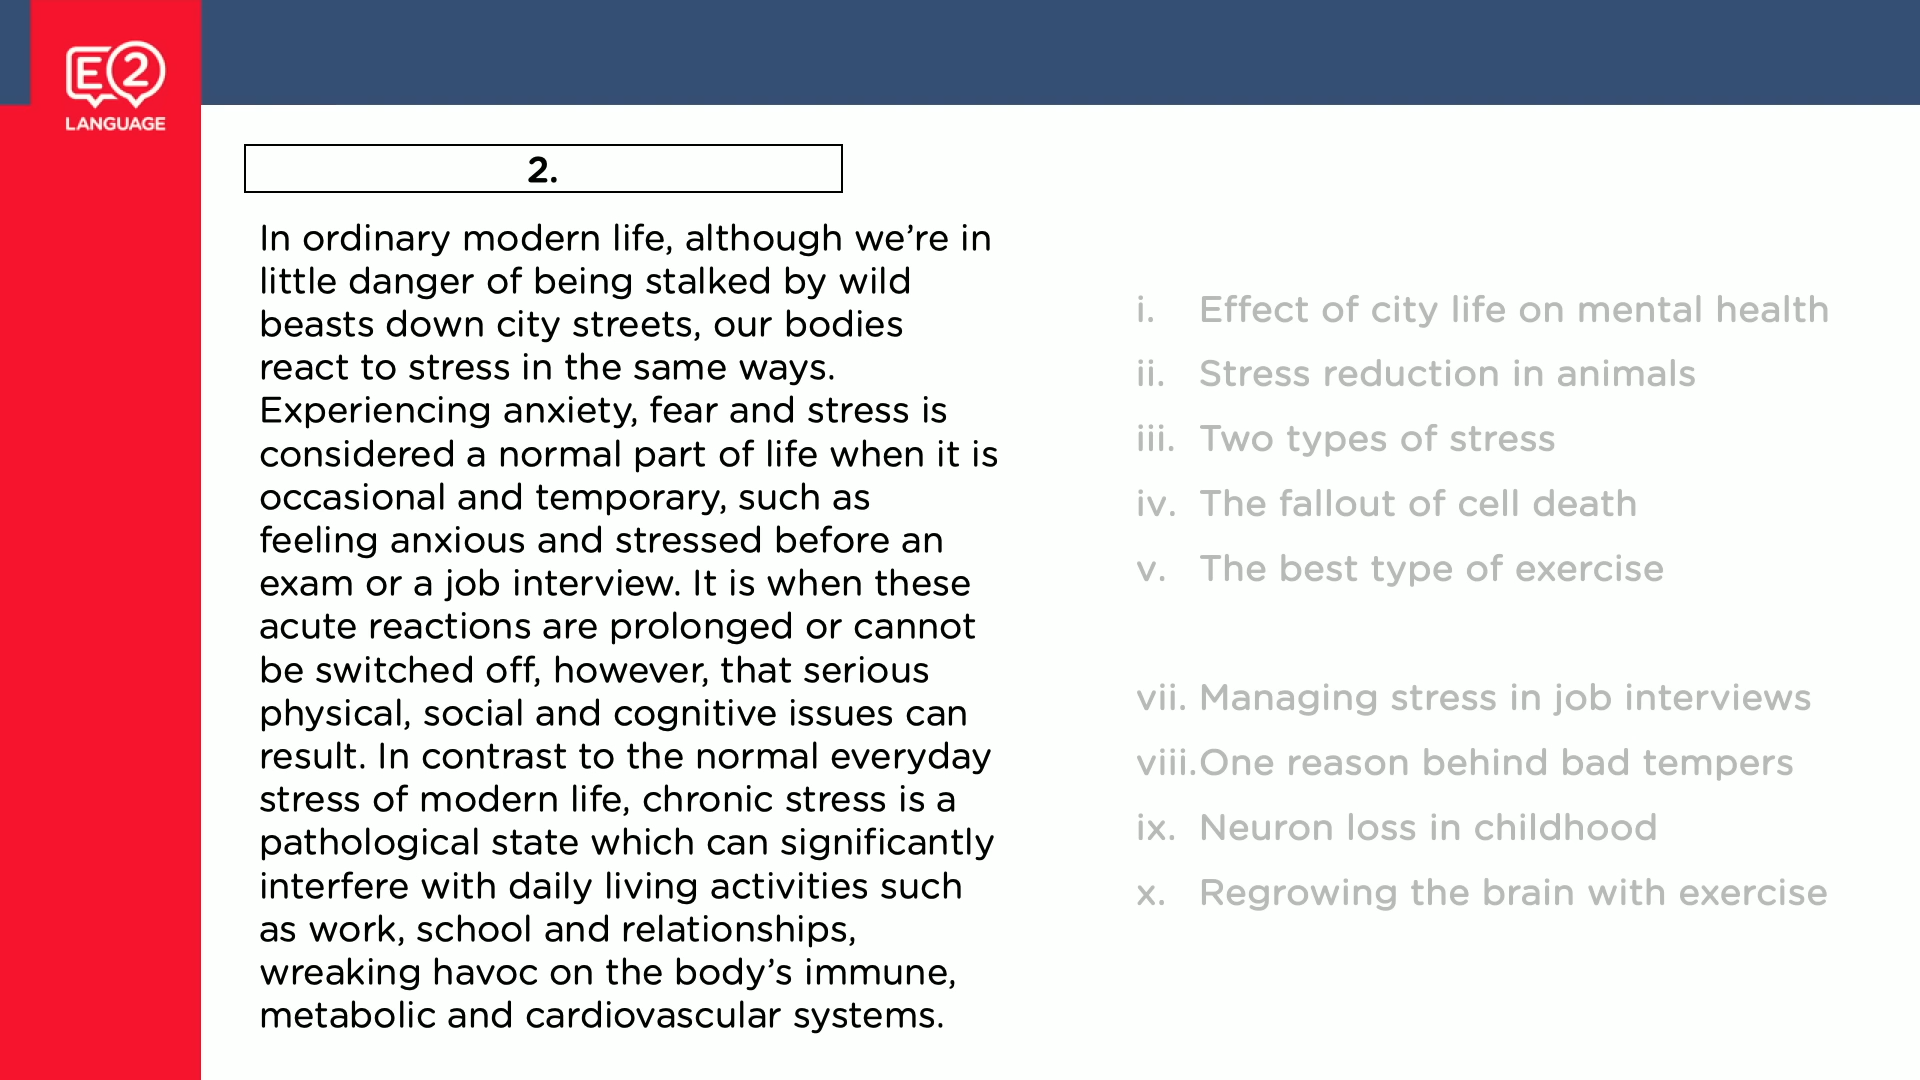 E2
LANGUAGE
2.
In ordinary modern life, although we’re in
little danger of being stalked by wild
beasts down city streets, our bodies
react to stress in the same ways.
Experiencing anxiety, fear and stress is
considered a normal part of life when it is
occasional and temporary, such as
feeling anxious and stressed before an
exam or a job interview. It is when these
acute reactions are prolonged or cannot
be switched off, however, that serious
physical, social and cognitive issues can
result. In contrast to the normal everyday
stress of modern life, chronic stress is a
pathological state which can significantly
interfere with daily living activities such
as work, school and relationships,
wreaking havoc on the body’s immune,
metabolic and cardiovascular systems.
i. Effect of city life on mental health
ii. Stress reduction in animals
iii. Two types of stress
iv. The fallout of cell death
v. The best type of exercise
vii. Managing stress in job interviews
viii. One reason behind bad tempers
ix. Neuron loss in childhood
x. Regrowing the brain with exercise